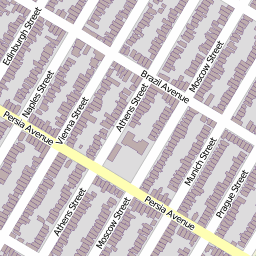 Edinburgh Street
Brazil Avenue
Moscow Street
Naples Street
Vienna Street
Athens Street
Persia Avenue
Munich Street
Prague Street
Athens Street
Moscow Street
Persia Avenue